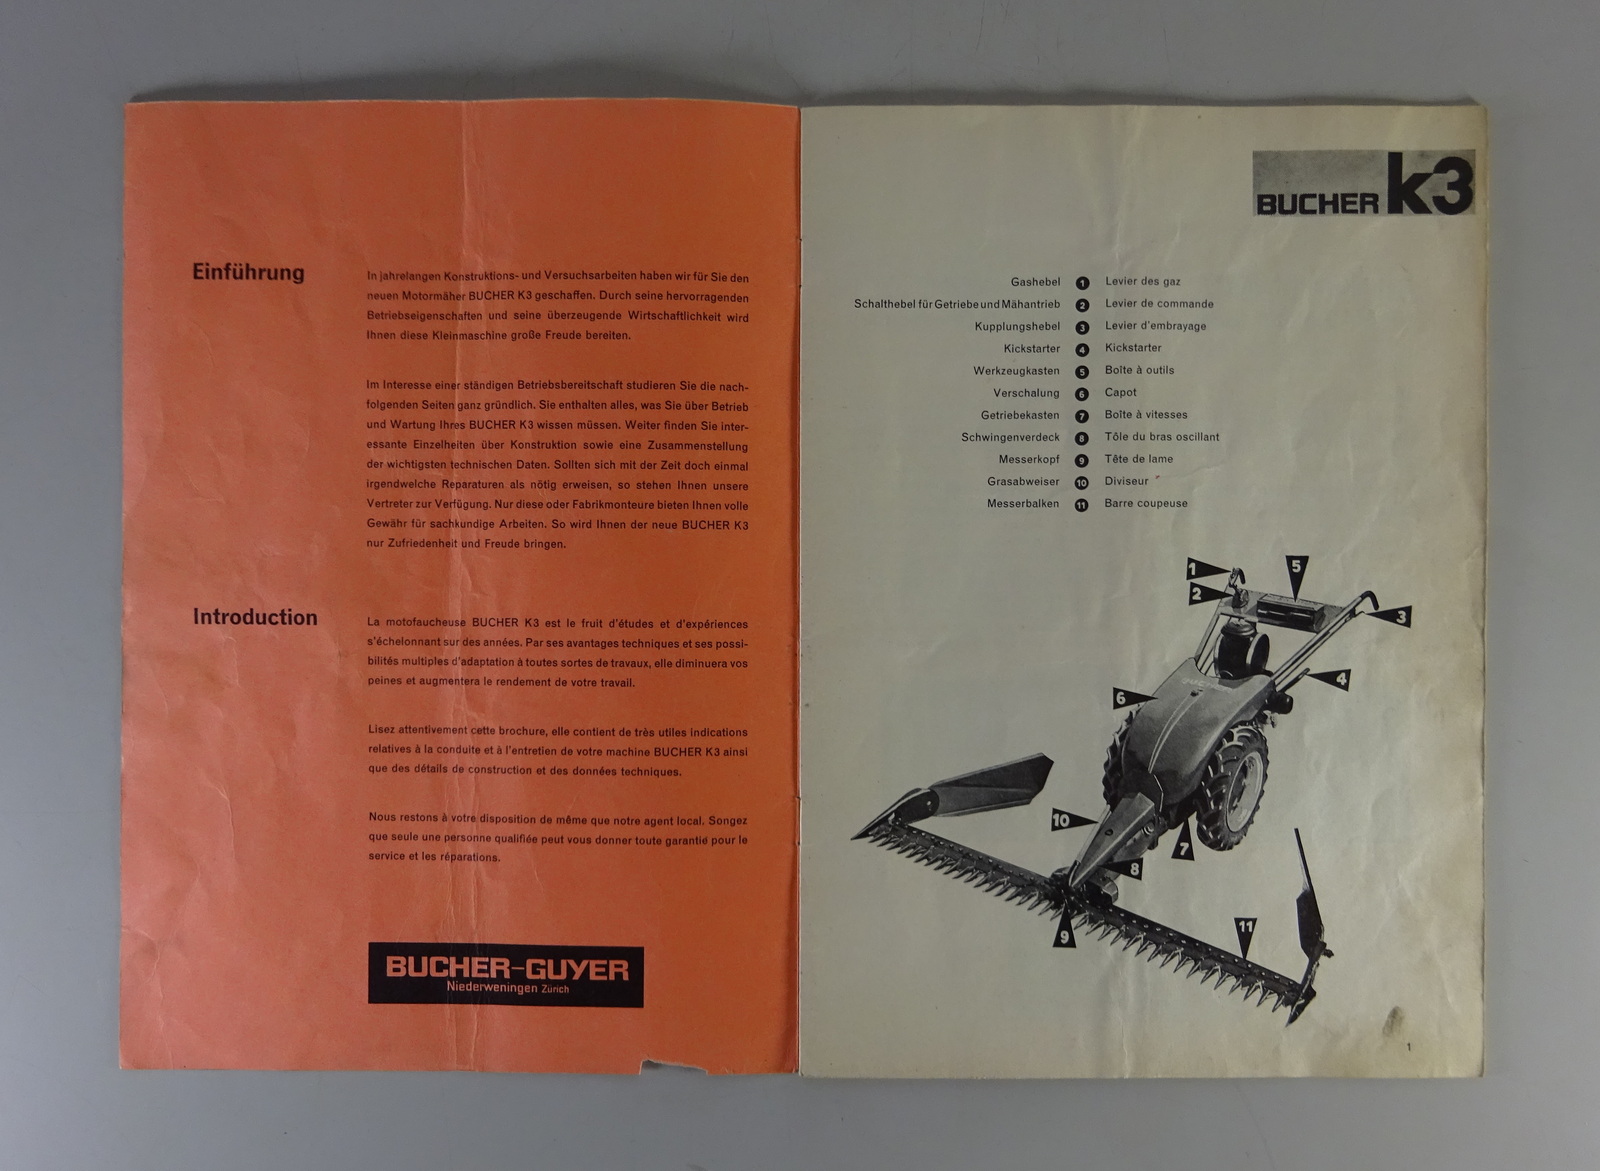 Einführung
In jahrelangen Konstruktions- und Versuchsarbeiten haben wir für Sie den
neuen Motormäher BUCHER K3 geschaffen. Durch seine hervorragenden
Betriebseigenschaften und seine überzeugende Wirtschaftlichkeit wird
Ihnen diese Kleinmaschine große Freude bereiten.
Im Interesse einer ständigen Betriebsbereitschaft studieren Sie die nach-
folgenden Seiten ganz gründlich. Sie enthalten alles, was Sie über Betrieb
und Wartung Ihres BUCHER K3 wissen müssen. Weiter finden Sie inter-
essante Einzelheiten über Konstruktion sowie eine Zusammenstellung
der wichtigsten technischen Daten. Sollten sich mit der Zeit doch einmal
irgendwelche Reparaturen als nötig erweisen, so stehen Ihnen unsere
Vertreter zur Verfügung. Nur diese oder Fabrikmonteure bieten Ihnen volle
Gewähr für sachkundige Arbeiten. So wird Ihnen der neue BUCHER K3
nur Zufriedenheit und Freude bringen.
Introduction
La motofaucheuse BUCHER K3 est le fruit d'études et d'expériences
s'échelonnant sur des années. Par ses avantages techniques et ses possi-
bilités multiples d'adaptation à toutes sortes de travaux, elle diminuera vos
peines et augmentera le rendement de votre travail.
Lisez attentivement cette brochure, elle contient de très utiles indications
relatives à la conduite et à l'entretien de votre machine BUCHER K3 ainsi
que des détails de construction et des données techniques.
Nous restons à votre disposition de même que notre agent local. Songez
que seule une personne qualifiée peut vous donner toute garantie pour le
service et les réparations.
BUCHER-GUYER
Niederweningen Zürich
BUCHER k3
Gashebel 1 Levier des gaz
Schalthebel für Getriebe und Mähantrieb 2 Levier de commande
Kupplungshebel 3 Levier d'embrayage
Kickstarter 4 Kickstarter
Werkzeugkasten 5 Boîte à outils
Verschalung 6 Capot
Getriebekasten 7 Boîte à vitesses
Schwingenverdeck 8 Tôle du bras oscillant
Messerkopf 9 Tête de lame
Grasabweiser 10 Diviseur
Messerbalken 11 Barre coupeuse
1
5
2
3
4
6
BUCHER
10
7
8
11
9
1